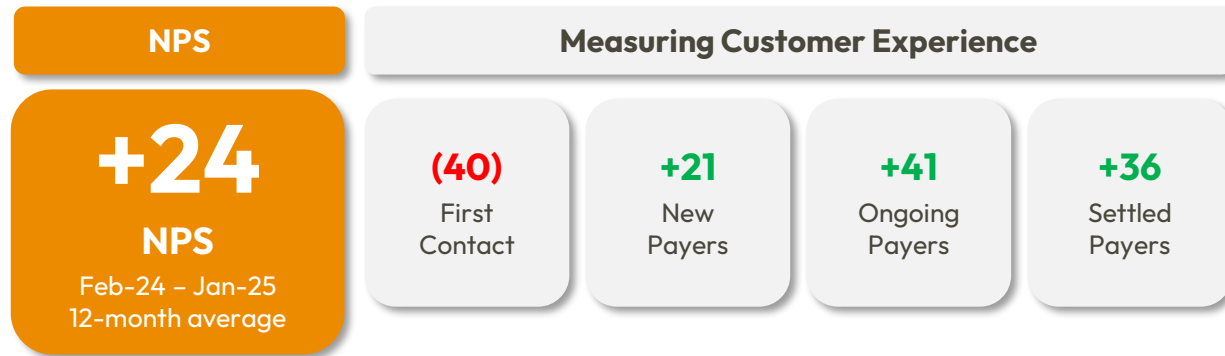 NPS
Measuring Customer Experience
+24
NPS
Feb-24 – Jan-25
12-month average
(40)
First
Contact
+21
New
Payers
+41
Ongoing
Payers
+36
Settled
Payers